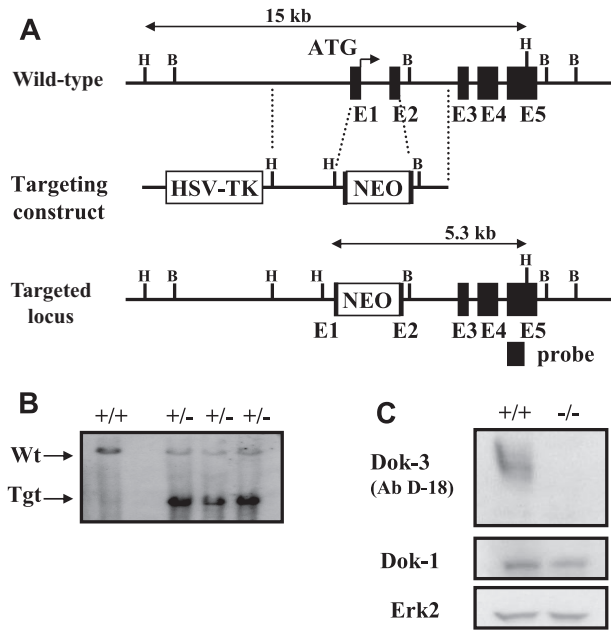 A
15 kb
H B ATG B H B B
Wild-type
E1 E2 E3 E4 E5
H H B
Targeting construct
HSV-TK NEO
5.3 kb
H B H H B H B B
Targeted locus
NEO
E1 E2 E3 E4 E5
probe
B
+/+ +/- +/- +/-
Wt
Tgt
C
+/+ -/-
Dok-3
(Ab D-18)
Dok-1
Erk2